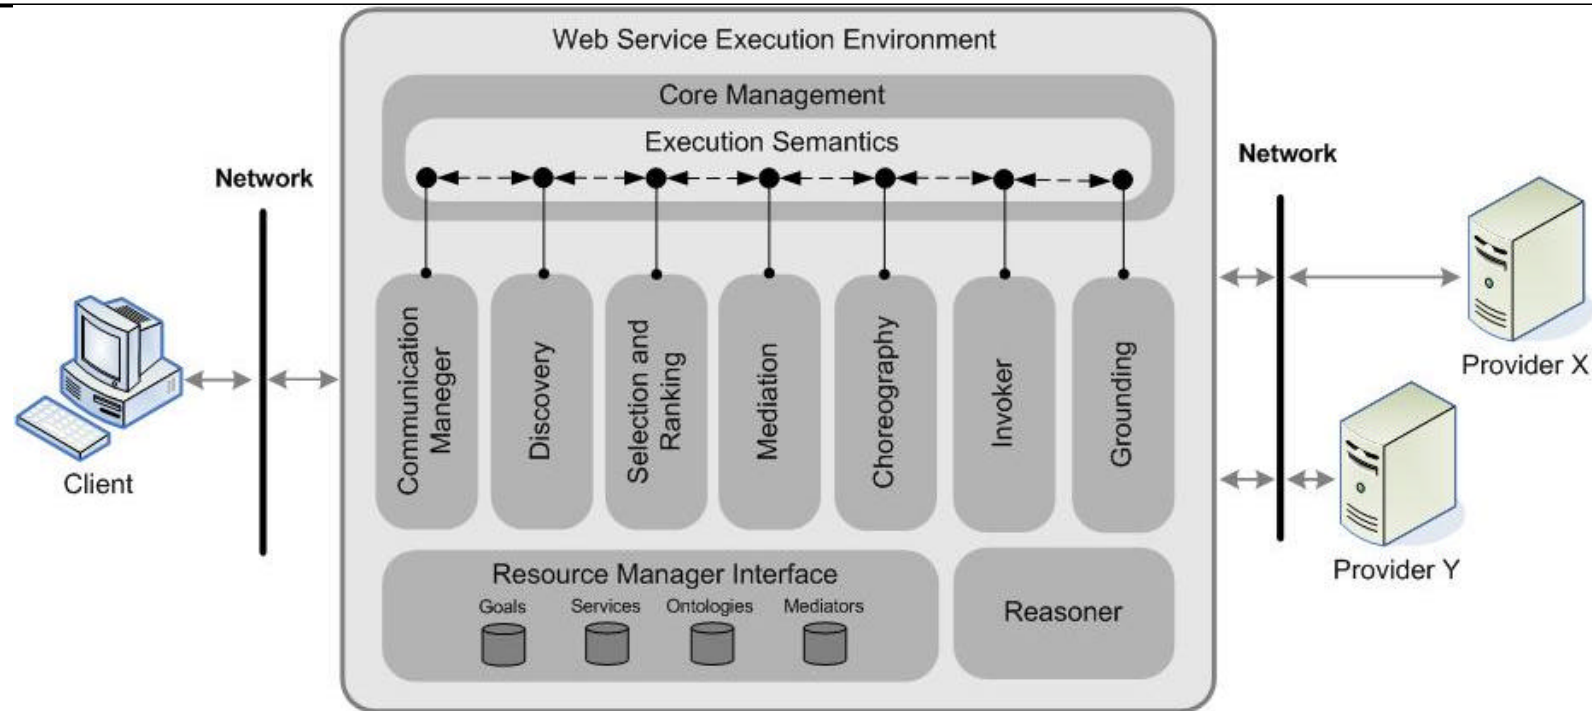 Web Service Execution Environment
Core Management
Execution Semantics
Network
Network
Communication
Maneger
Discovery
Selection and
Ranking
Mediation
Choreography
Invoker
Grounding
Client
Provider X
Provider Y
Resource Manager Interface
Goals
Services
Ontologies
Mediators
Reasoner